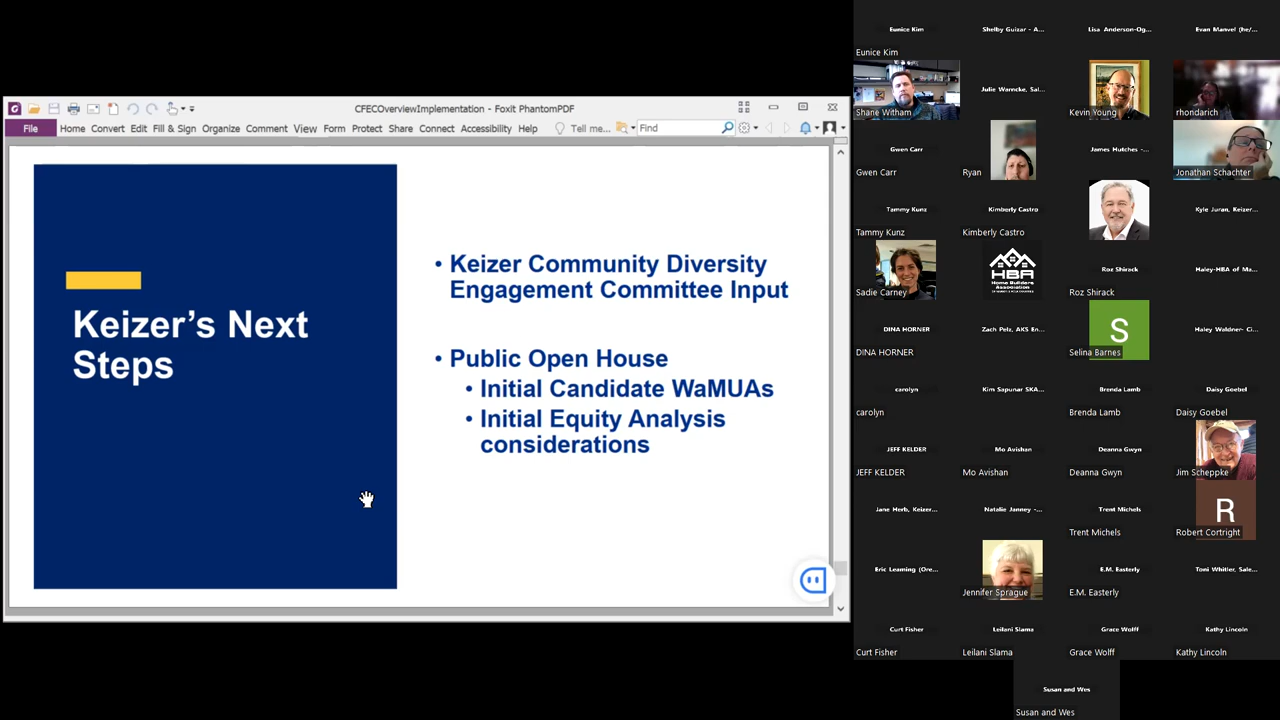 CFECOverviewImplementation - Foxit PhantomPDF
File Home Convert Edit Fill & Sign Organize Comment View Form Protect Share Connect Accessibility Help Tell me... Find
Keizer's Next
Steps
• Keizer Community Diversity
Engagement Committee Input
• Public Open House
• Initial Candidate WaMUAs
• Initial Equity Analysis
considerations
Eunice Kim
Eunice Kim
Shelby Guizar - A...
Lisa Anderson-Og...
Evan Manvel (he/...
Shane Witham
Julie Warncke, Sal...
Kevin Young
rhondarich
Gwen Carr
Gwen Carr
Ryan
James Hutches -...
Jonathan Schachter
Tammy Kunz
Tammy Kunz
Kimberly Castro
Kimberly Castro
Kyle Juran, Keizer...
Sadie Carney
HBA
Home Builders
Association
Roz Shirack
Roz Shirack
Haley-HBA of Ma...
DINA HORNER
DINA HORNER
Zach Pelz, AKS En...
S
Selina Barnes
Haley Waldner- Ci...
carolyn
carolyn
Kim Sapunar SKA...
Brenda Lamb
Brenda Lamb
Daisy Goebel
Daisy Goebel
JEFF KELDER
JEFF KELDER
Mo Avishan
Mo Avishan
Deanna Gwyn
Deanna Gwyn
Jim Scheppke
Jane Herb, Keizer...
Natalie Janney -...
Trent Michels
Trent Michels
R
Robert Cortright
Eric Leaming (Ore...
Jennifer Sprague
E.M. Easterly
E.M. Easterly
Toni Whitler, Sale...
Curt Fisher
Curt Fisher
Leilani Slama
Leilani Slama
Grace Wolff
Grace Wolff
Kathy Lincoln
Kathy Lincoln
Susan and Wes
Susan and Wes